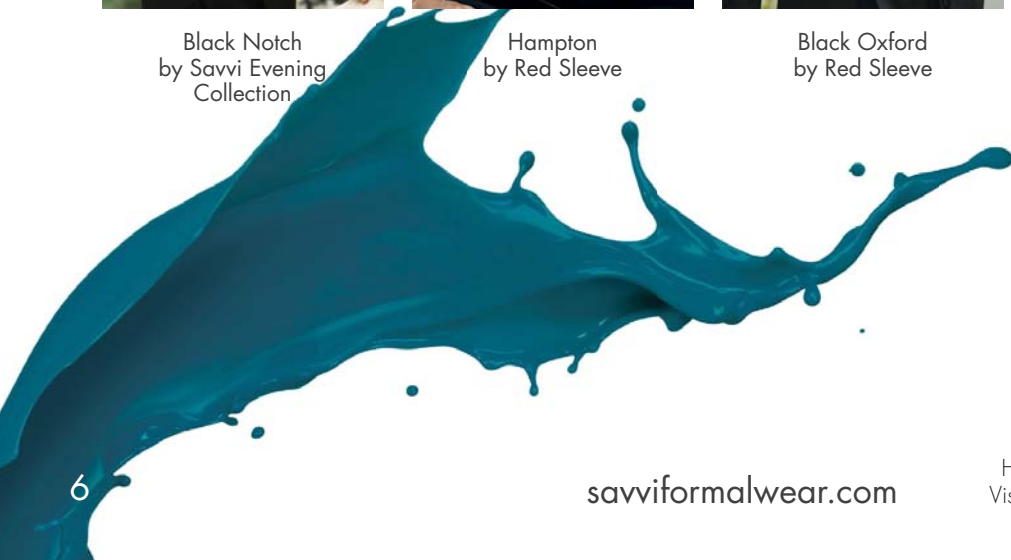 Black Notch
by Savvi Evening
Collection
Hampton
by Red Sleeve
Black Oxford
by Red Sleeve
6
savviformalwear.com